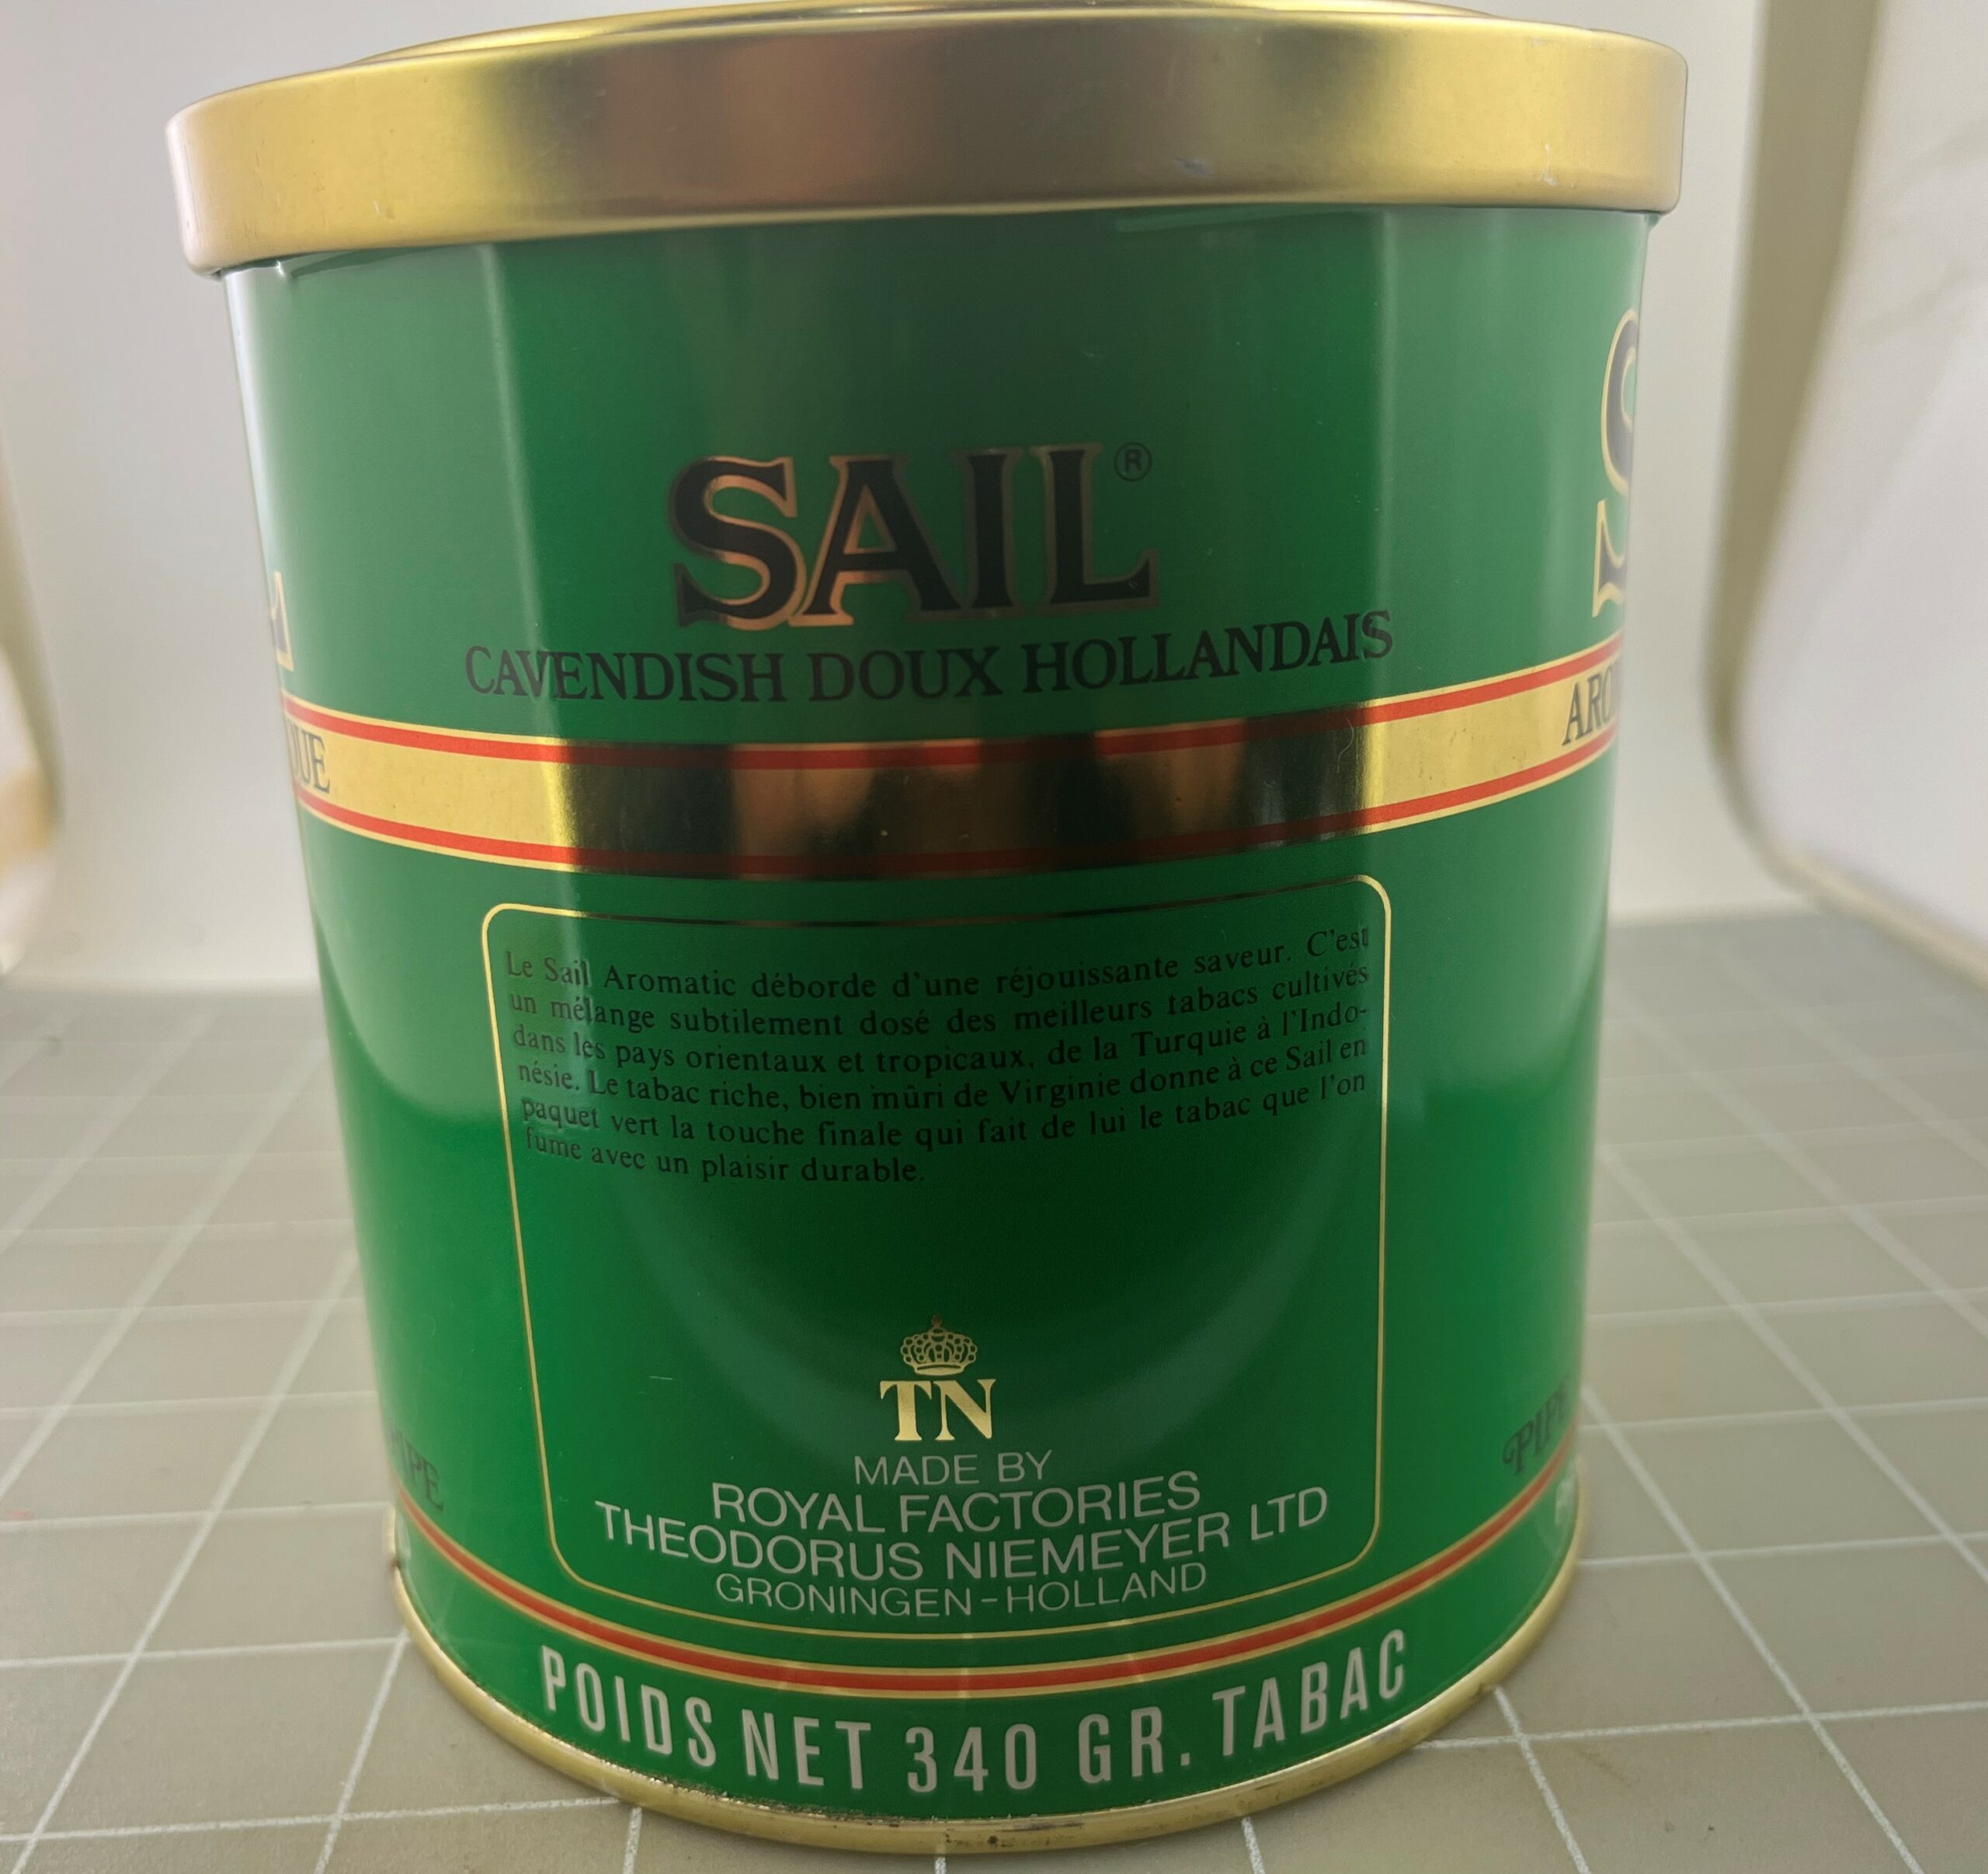 SAIL®
CAVENDISH DOUX HOLLANDAIS
Le Sail Aromatic déborde d'une réjouissante saveur. C'est
un mélange subtilement dosé des meilleurs tabacs cultivés
dans les pays orientaux et tropicaux, de la Turquie à l'Indo-
nésie. Le tabac riche, bien mûri de Virginie donne à ce Sail en
paquet vert la touche finale qui fait de lui le tabac que l'on
fume avec un plaisir durable.
TN
MADE BY
ROYAL FACTORIES
THEODORUS NIEMEYER LTD
GRONINGEN-HOLLAND
POIDS NET 340 GR. TABAC